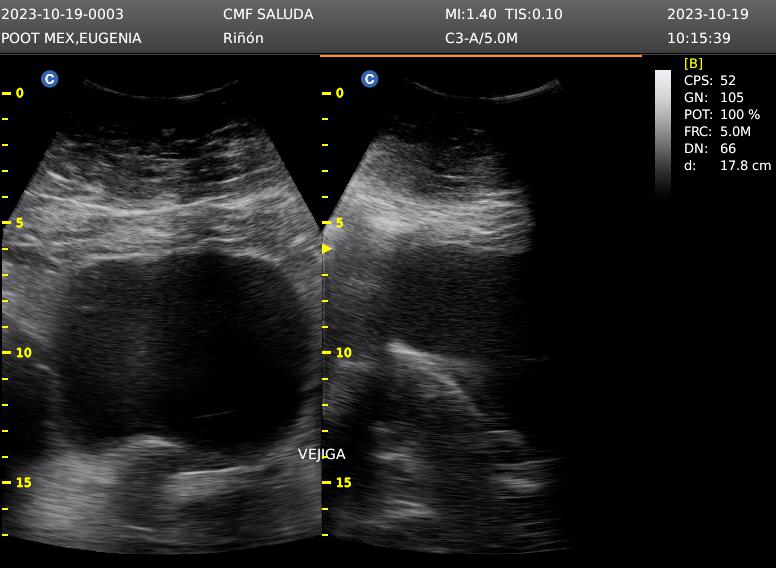 2023-10-19-0003 CMF SALUDA MI:1.40 TIS:0.10 2023-10-19
POOT MEX,EUGENIA Riñón C3-A/5.0M 10:15:39
[B]
CPS: 52
GN: 105
POT: 100 %
FRC: 5.0M
DN: 66
d: 17.8 cm
C
0
5
10
15
C
0
5
10
15
VEJIGA